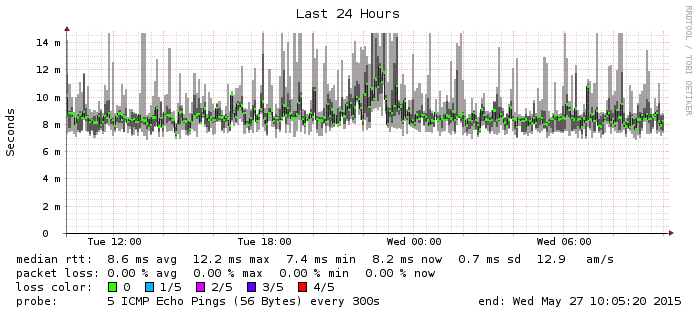 Last 24 Hours
RRDTOOL / TOBI OETIKER
Seconds
14 m
12 m
10 m
8 m
6 m
4 m
2 m
0
Tue 12:00 Tue 18:00 Wed 00:00 Wed 06:00
median rtt: 8.6 ms avg 12.2 ms max 7.4 ms min 8.2 ms now 0.7 ms sd 12.9 am/s
packet loss: 0.00 % avg 0.00 % max 0.00 % min 0.00 % now
loss color: 0 1/5 2/5 3/5 4/5
probe: 5 ICMP Echo Pings (56 Bytes) every 300s end: Wed May 27 10:05:20 2015